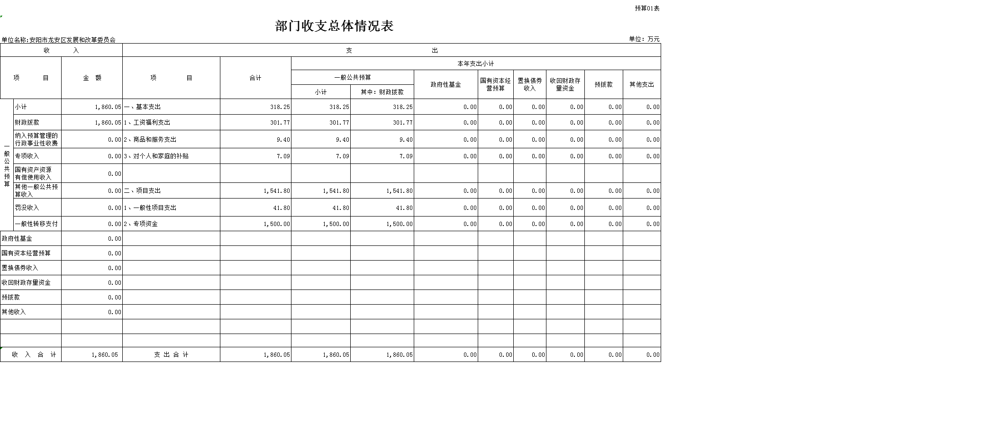 预算01表
部门收支总体情况表
单位名称:安阳市龙安区发展和改革委员会 单位：万元
收 入 支 出
项 目 金 额 项 目 合计 本年支出小计
一般公共预算 政府性基金 国有资本经营预算 置换债券收入 收回财政存量资金 预拨款 其他支出
小计 其中：财政拨款
一般公共预算
小计 1,860.05 一、基本支出 318.25 318.25 318.25 0.00 0.00 0.00 0.00 0.00 0.00
财政拨款 1,860.05 1、工资福利支出 301.77 301.77 301.77 0.00 0.00 0.00 0.00 0.00 0.00
纳入预算管理的行政事业性收费 0.00 2、商品和服务支出 9.40 9.40 9.40 0.00 0.00 0.00 0.00 0.00 0.00
专项收入 0.00 3、对个人和家庭的补贴 7.09 7.09 7.09 0.00 0.00 0.00 0.00 0.00 0.00
国有资产资源有偿使用收入 0.00
其他一般公共预算收入 0.00 二、项目支出 1,541.80 1,541.80 1,541.80 0.00 0.00 0.00 0.00 0.00 0.00
罚没收入 0.00 1、一般性项目支出 41.80 41.80 41.80 0.00 0.00 0.00 0.00 0.00 0.00
一般性转移支付 0.00 2、专项资金 1,500.00 1,500.00 1,500.00 0.00 0.00 0.00 0.00 0.00 0.00
政府性基金 0.00
国有资本经营预算 0.00
置换债券收入 0.00
收回财政存量资金 0.00
预拨款 0.00
其他收入 0.00
收 入 合 计 1,860.05 支 出 合 计 1,860.05 1,860.05 1,860.05 0.00 0.00 0.00 0.00 0.00 0.00